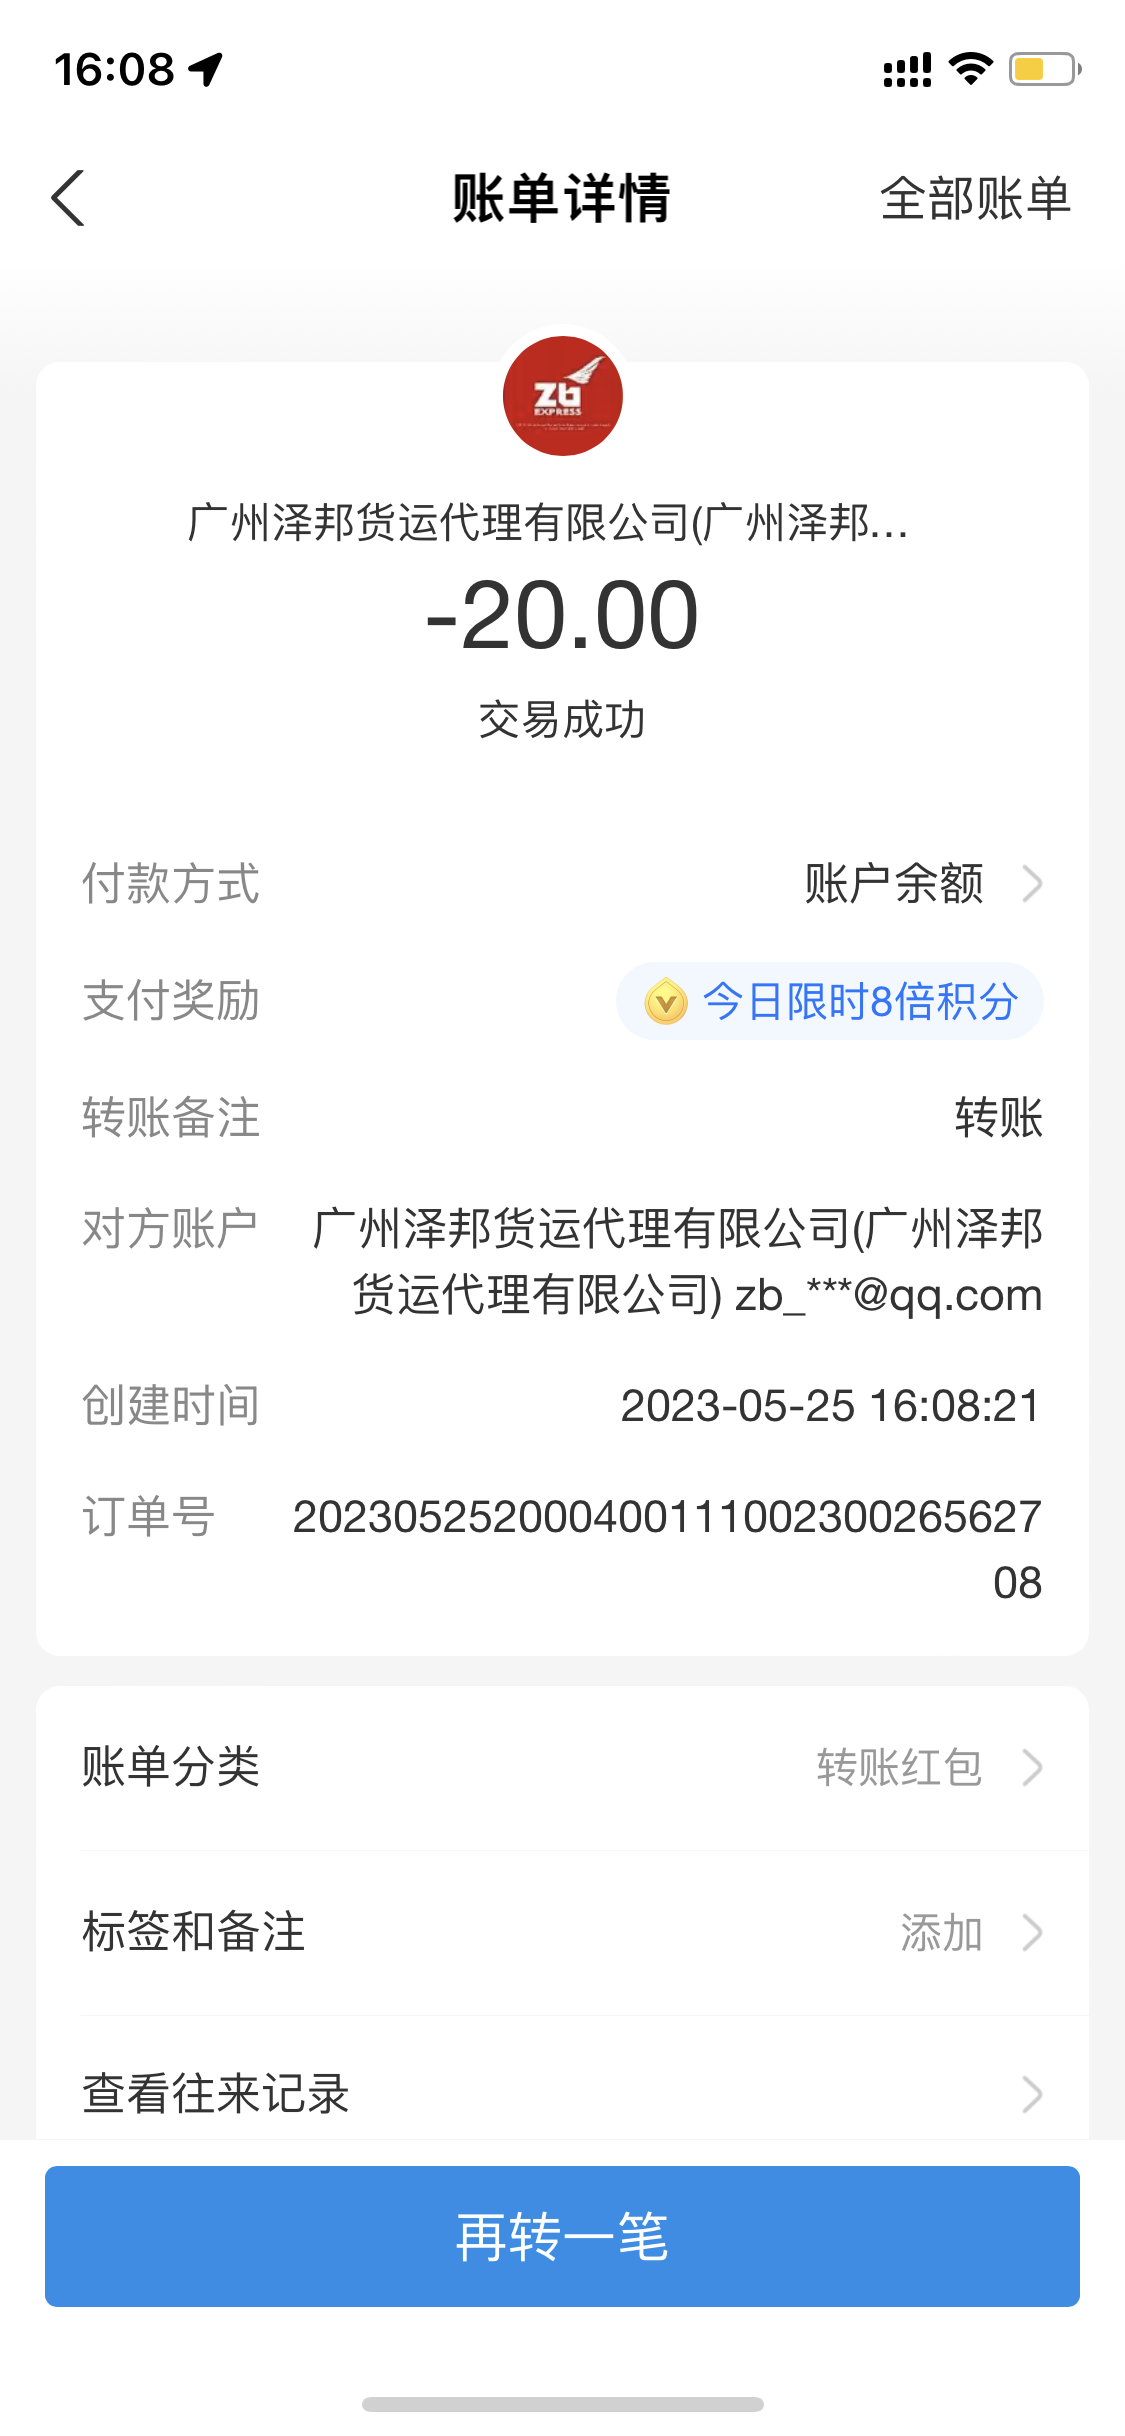 16:08
账单详情
全部账单
zb
EXPRESS
广州泽邦货运代理有限公司(广州泽邦...
-20.00
交易成功
付款方式
账户余额
支付奖励
今日限时8倍积分
转账备注
转账
对方账户
广州泽邦货运代理有限公司(广州泽邦
货运代理有限公司) zb_***@qq.com
创建时间
2023-05-25 16:08:21
订单号
202305252000400111002300265627
08
账单分类
转账红包
标签和备注
添加
查看往来记录
再转一笔